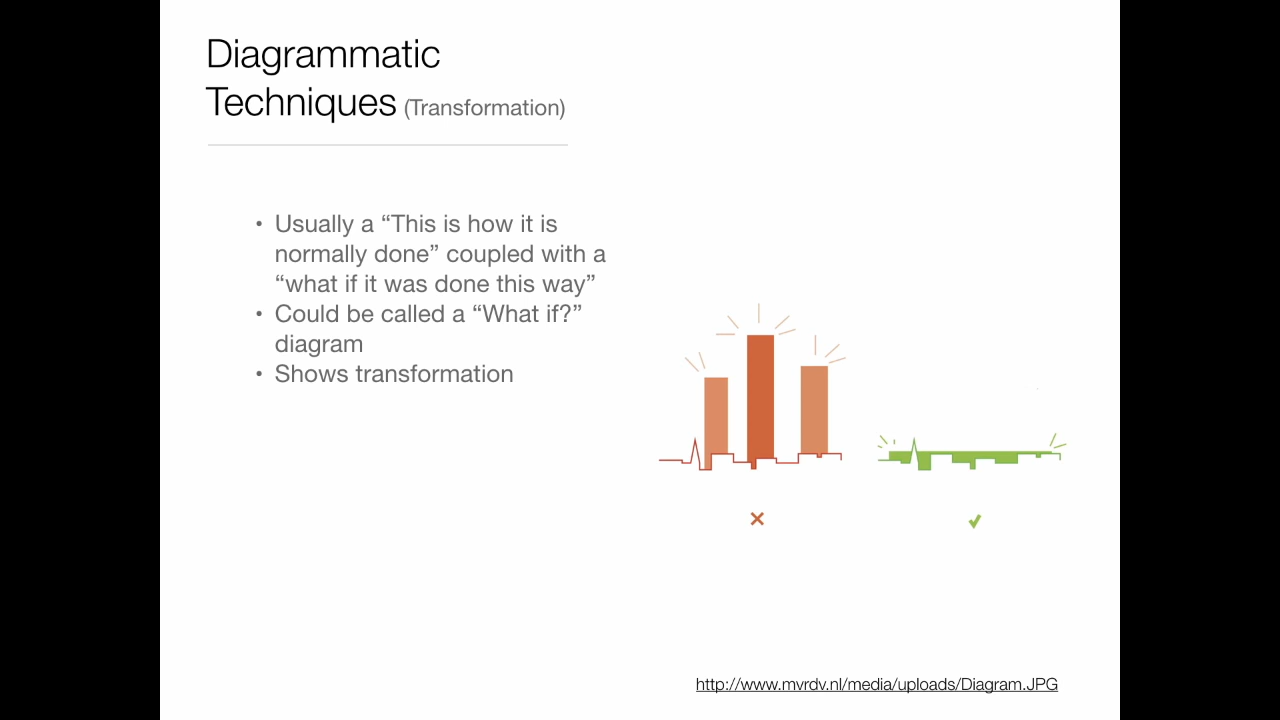 Diagrammatic
Techniques (Transformation)
• Usually a “This is how it is
normally done” coupled with a
“what if it was done this way”
• Could be called a “What if?”
diagram
• Shows transformation
http://www.mvrdv.nl/media/uploads/Diagram.JPG